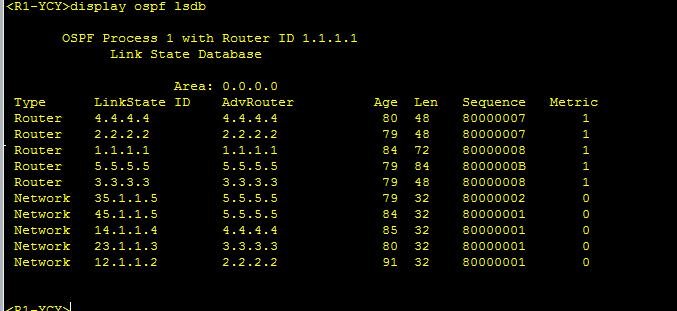 <R1-YCY>display ospf lsdb
OSPF Process 1 with Router ID 1.1.1.1
Link State Database
Area: 0.0.0.0
Type LinkState ID AdvRouter Age Len Sequence Metric
Router 4.4.4.4 4.4.4.4 80 48 80000007 1
Router 2.2.2.2 2.2.2.2 79 48 80000007 1
Router 1.1.1.1 1.1.1.1 84 72 80000008 1
Router 5.5.5.5 5.5.5.5 79 84 8000000B 1
Router 3.3.3.3 3.3.3.3 79 48 80000008 1
Network 35.1.1.5 5.5.5.5 79 32 80000002 0
Network 45.1.1.5 5.5.5.5 84 32 80000001 0
Network 14.1.1.4 4.4.4.4 85 32 80000001 0
Network 23.1.1.3 3.3.3.3 80 32 80000001 0
Network 12.1.1.2 2.2.2.2 91 32 80000001 0
<R1-YCY>